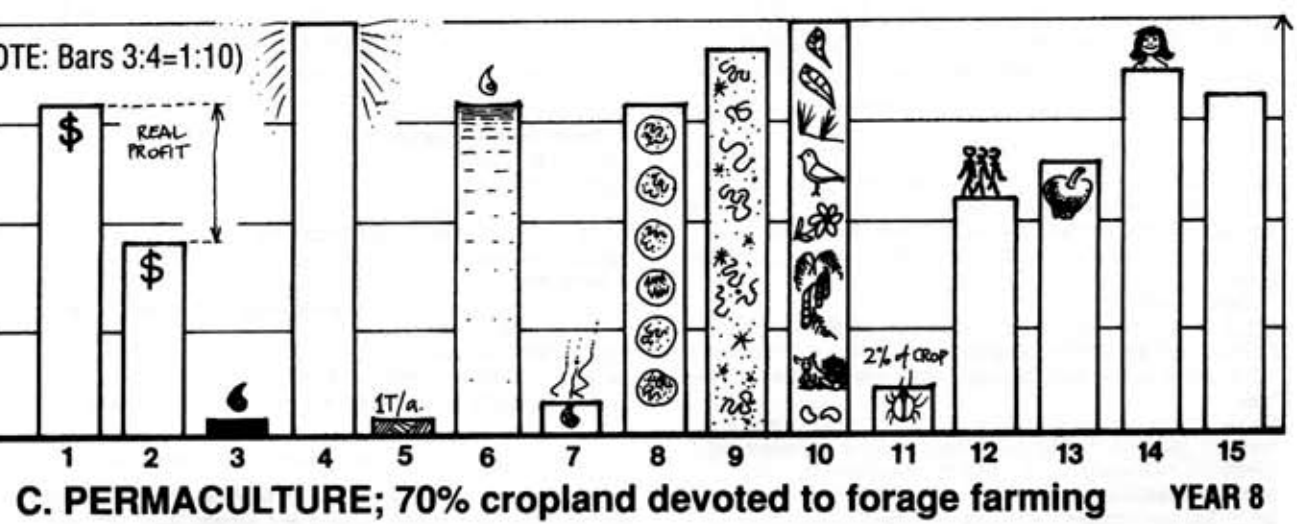 OTE: Bars 3:4=1:10)
$
REAL
PROFIT
$
1T/a.
2% of CROP
1 2 3 4 5 6 7 8 9 10 11 12 13 14 15
C. PERMACULTURE; 70% cropland devoted to forage farming YEAR 8